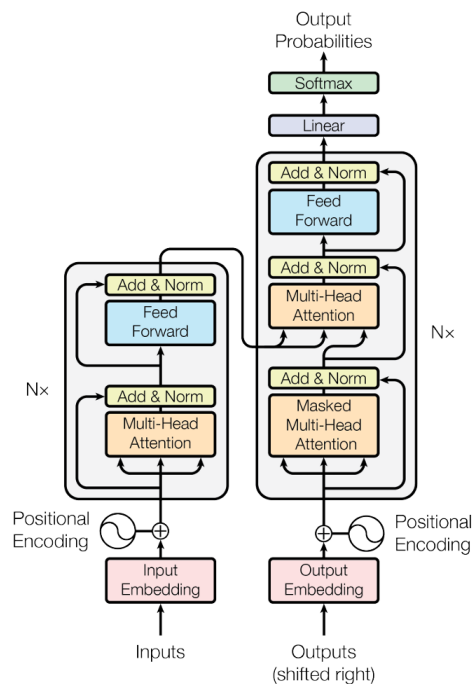 Output
Probabilities
Softmax
Linear
Add & Norm
Feed
Forward
Add & Norm
Multi-Head
Attention
Nx
Add & Norm
Masked
Multi-Head
Attention
Add & Norm
Feed
Forward
Nx
Add & Norm
Multi-Head
Attention
Positional
Encoding
Positional
Encoding
Input
Embedding
Output
Embedding
Inputs
Outputs
(shifted right)